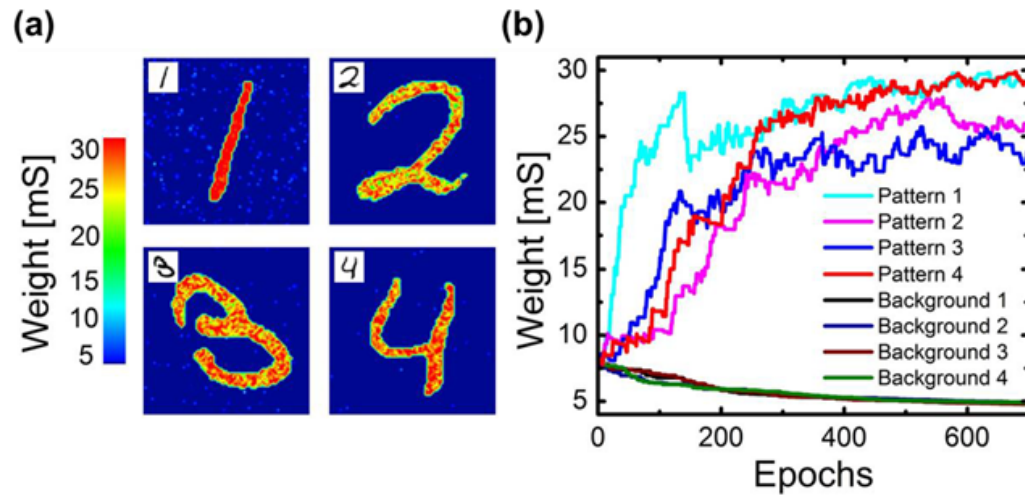 (a)
1
2
3
4
Weight [mS]
30
25
20
15
10
5
(b)
Weight [mS]
30
25
20
15
10
5
0
200
400
600
Epochs
Pattern 1
Pattern 2
Pattern 3
Pattern 4
Background 1
Background 2
Background 3
Background 4